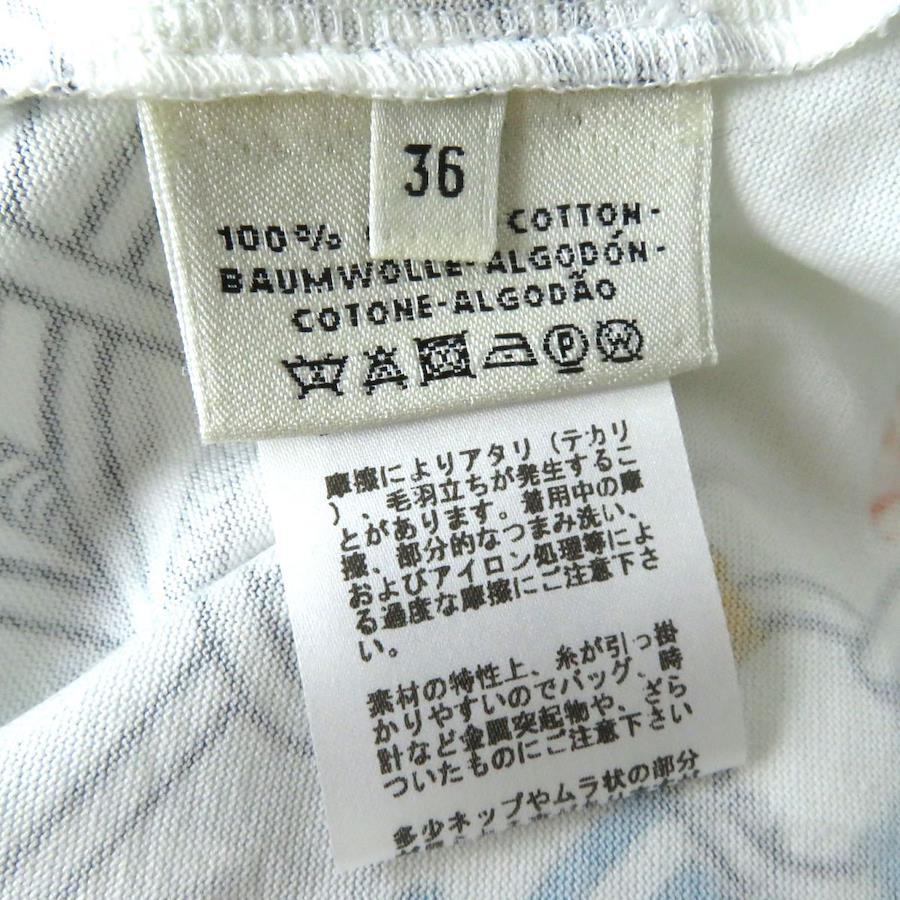 36
100% COTTON-
BAUMWOLLE-ALGODÓN-
COTONE-ALGODÃO
P W
摩擦によりアタリ（テカリ
）、毛羽立ちが発生するこ
とがあります。着用中の摩
擦、部分的なつまみ洗い、
およびアイロン処理等によ
る過度な摩擦にご注意下さ
い。
素材の特性上、糸が引っ掛
かりやすいのでバッグ、時
計など金属突起物や、ざら
ついたものにご注意下さい
多少ネップやムラ状の部分